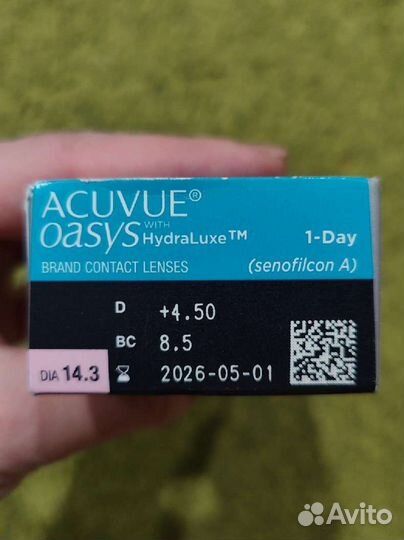 ACUVUE®
oasys WITH HydraLuxe™ 1-Day
BRAND CONTACT LENSES (senofilcon A)
D +4.50
BC 8.5
DIA 14.3 2026-05-01
Avito